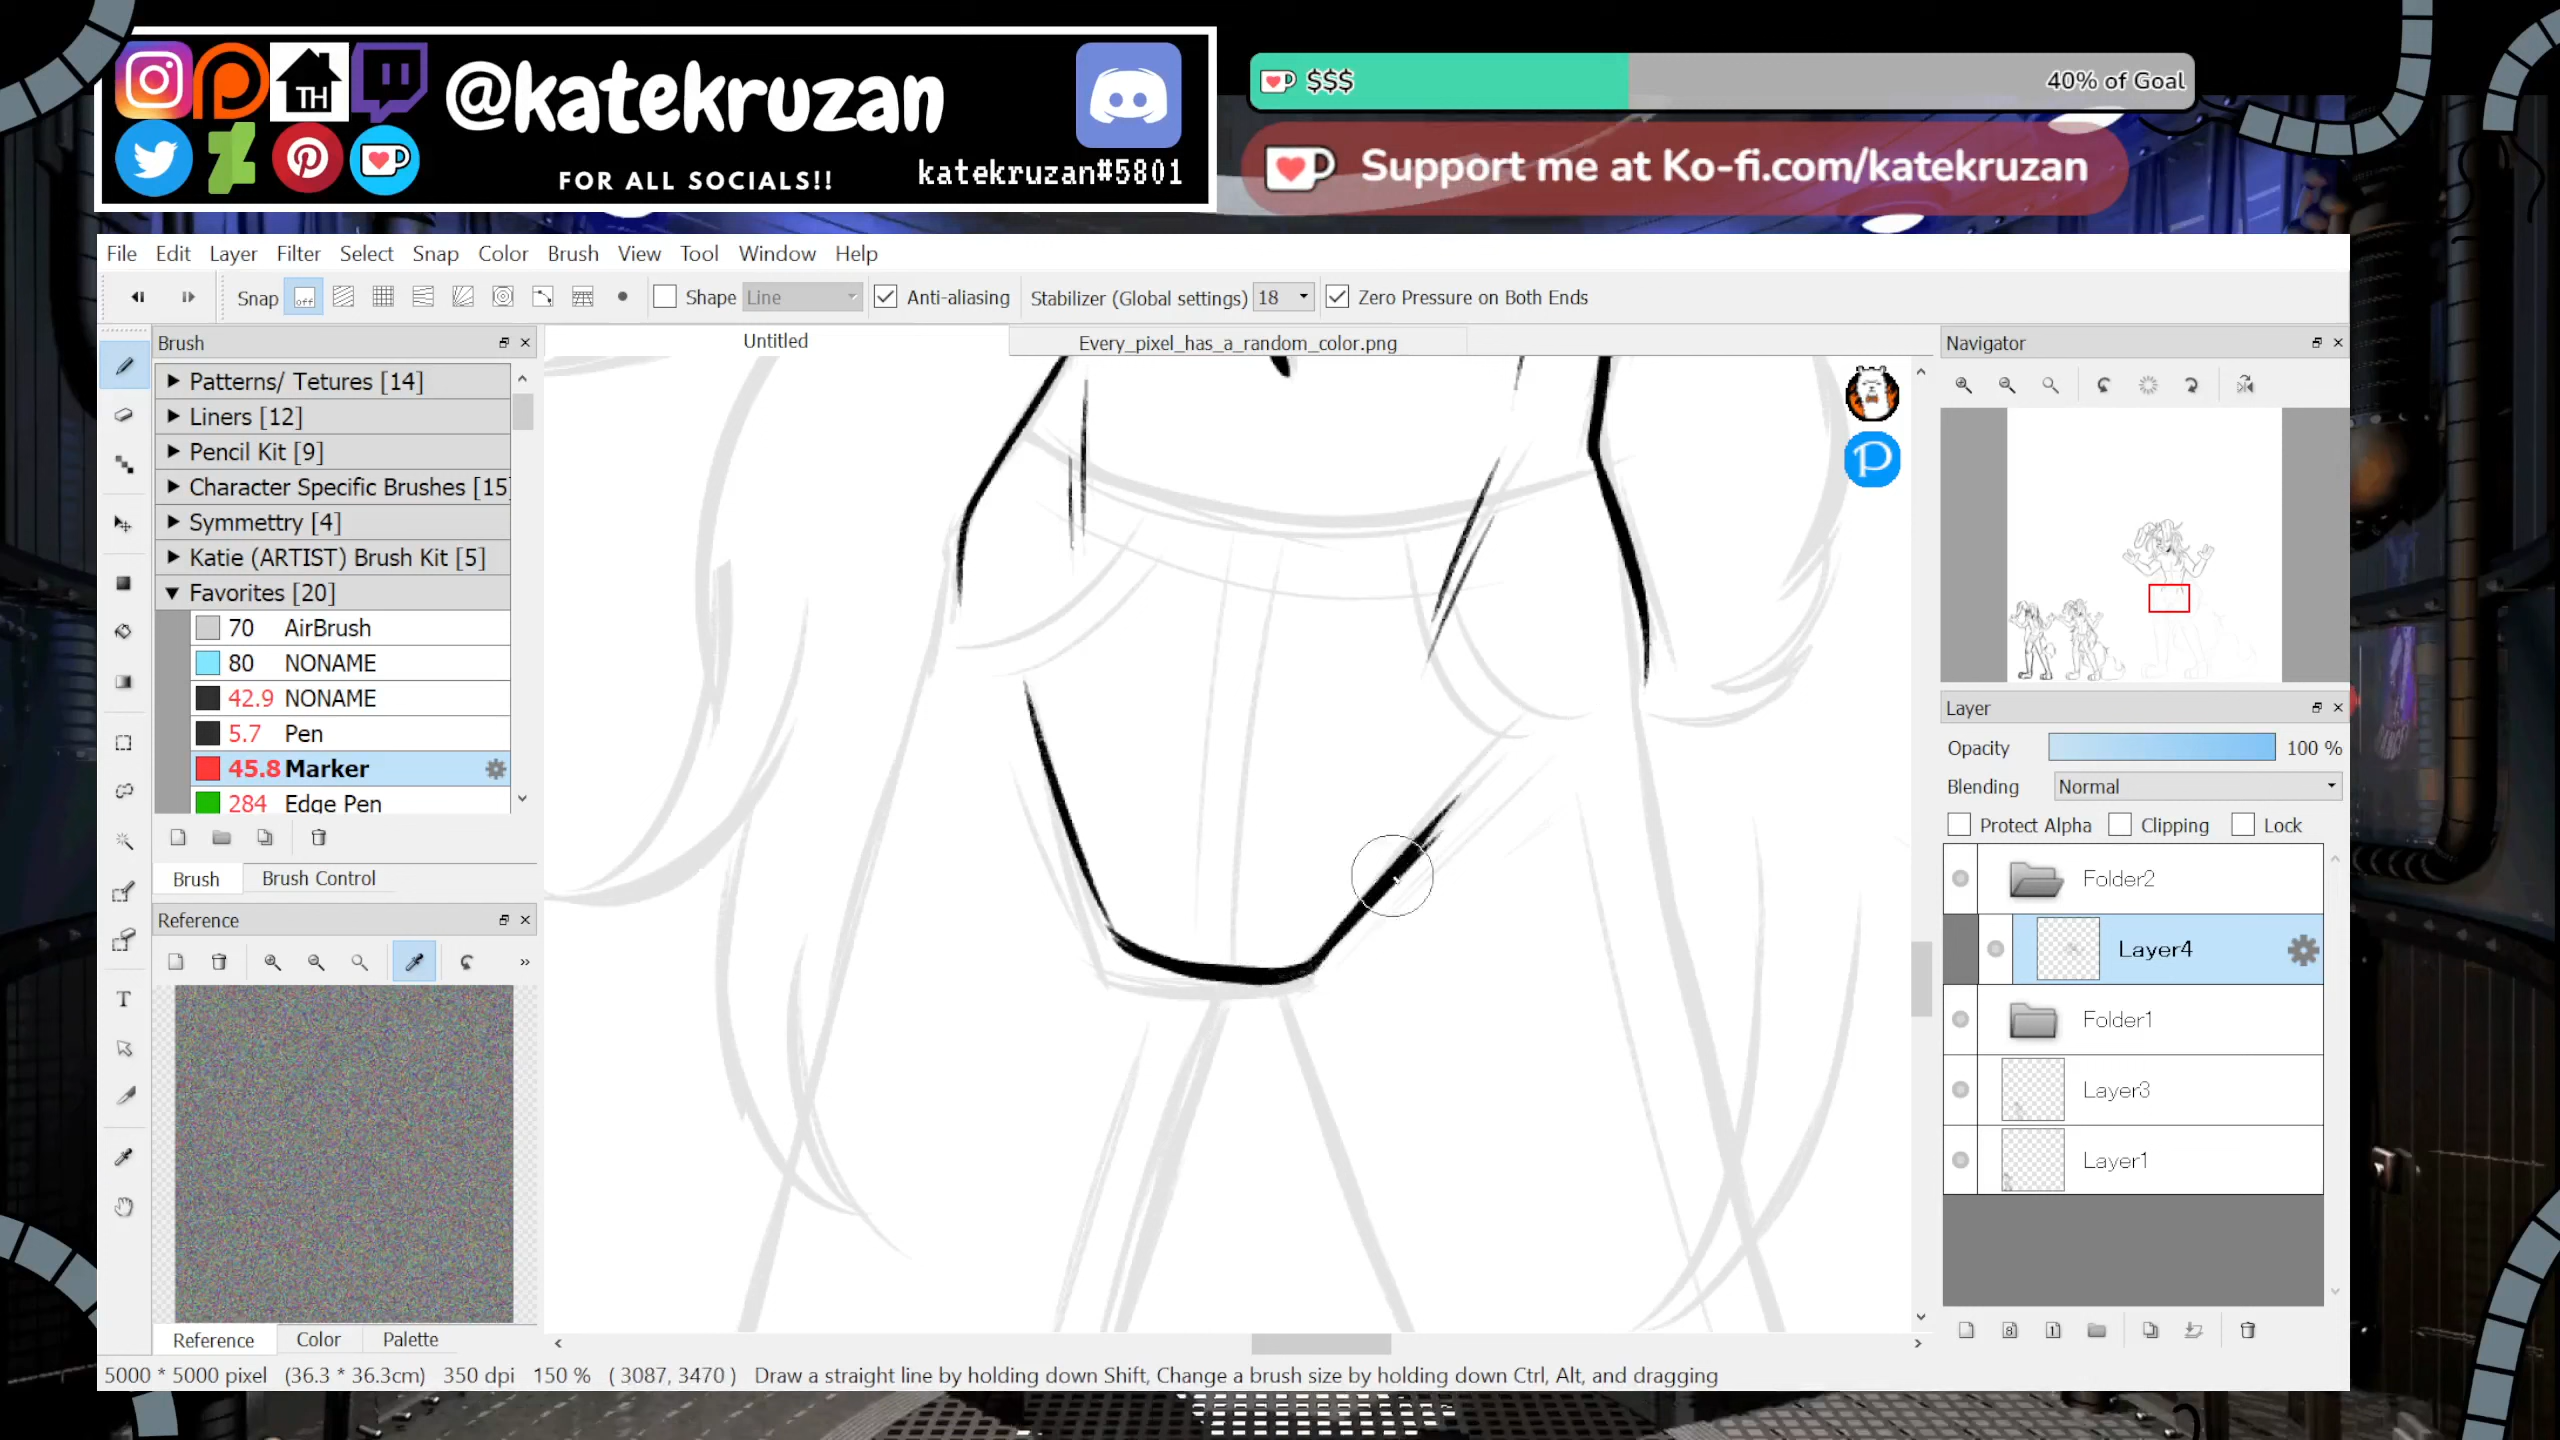 TH
@katekruzan
FOR ALL SOCIALS!!
katekruzan#5801
$$$
40% of Goal
Support me at Ko-fi.com/katekruzan
File Edit Layer Filter Select Snap Color Brush View Tool Window Help
Snap off Shape Line Anti-aliasing Stabilizer (Global settings) 18 Zero Pressure on Both Ends
Brush
Patterns/ Tetures [14]
Liners [12]
Pencil Kit [9]
Character Specific Brushes [15]
Symmetry [4]
Katie (ARTIST) Brush Kit [5]
Favorites [20]
70 AirBrush
80 NONAME
42.9 NONAME
5.7 Pen
45.8 Marker
284 Edge Pen
Brush Brush Control
Reference
Reference Color Palette
Untitled
Every_pixel_has_a_random_color.png
P
Navigator
Layer
Opacity 100 %
Blending Normal
Protect Alpha Clipping Lock
Folder2
Layer4
Folder1
Layer3
Layer1
8 1
T
5000 * 5000 pixel (36.3 * 36.3cm) 350 dpi 150 % ( 3087, 3470 ) Draw a straight line by holding down Shift, Change a brush size by holding down Ctrl, Alt, and dragging